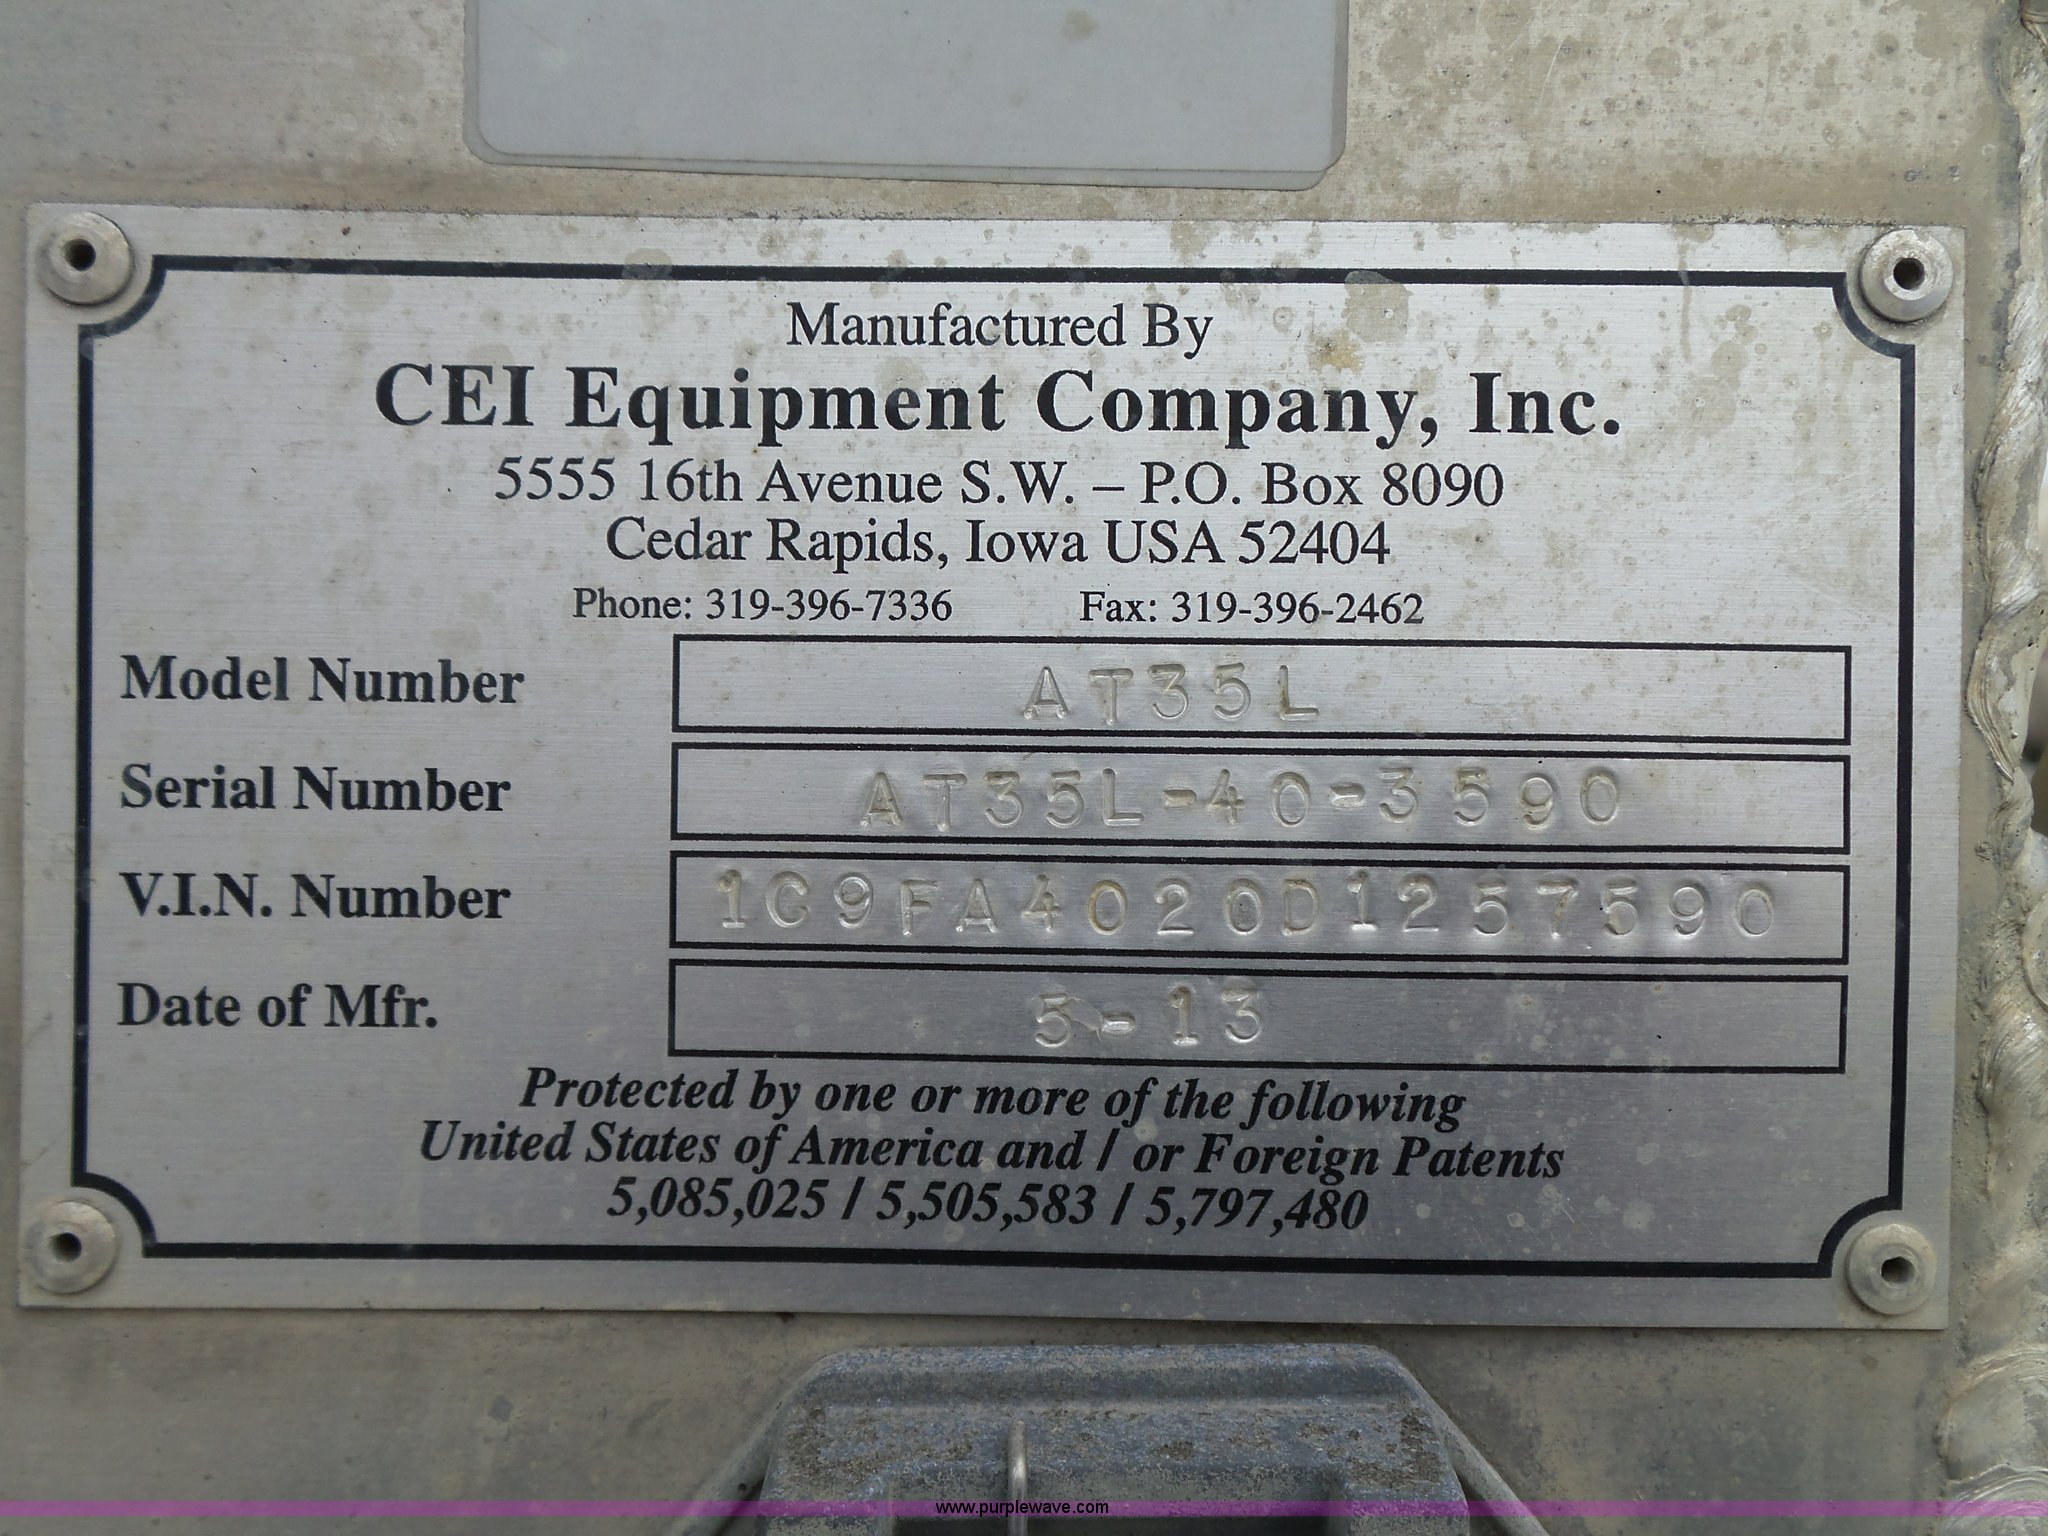 Manufactured By
CEI Equipment Company, Inc.
5555 16th Avenue S.W. – P.O. Box 8090
Cedar Rapids, Iowa USA 52404
Phone: 319-396-7336 Fax: 319-396-2462
Model Number AT35L
Serial Number AT35L-40-3590
V.I.N. Number 1C9FA4020D1257590
Date of Mfr. 5-13
Protected by one or more of the following
United States of America and / or Foreign Patents
5,085,025 / 5,505,583 / 5,797,480
www.purplewave.com